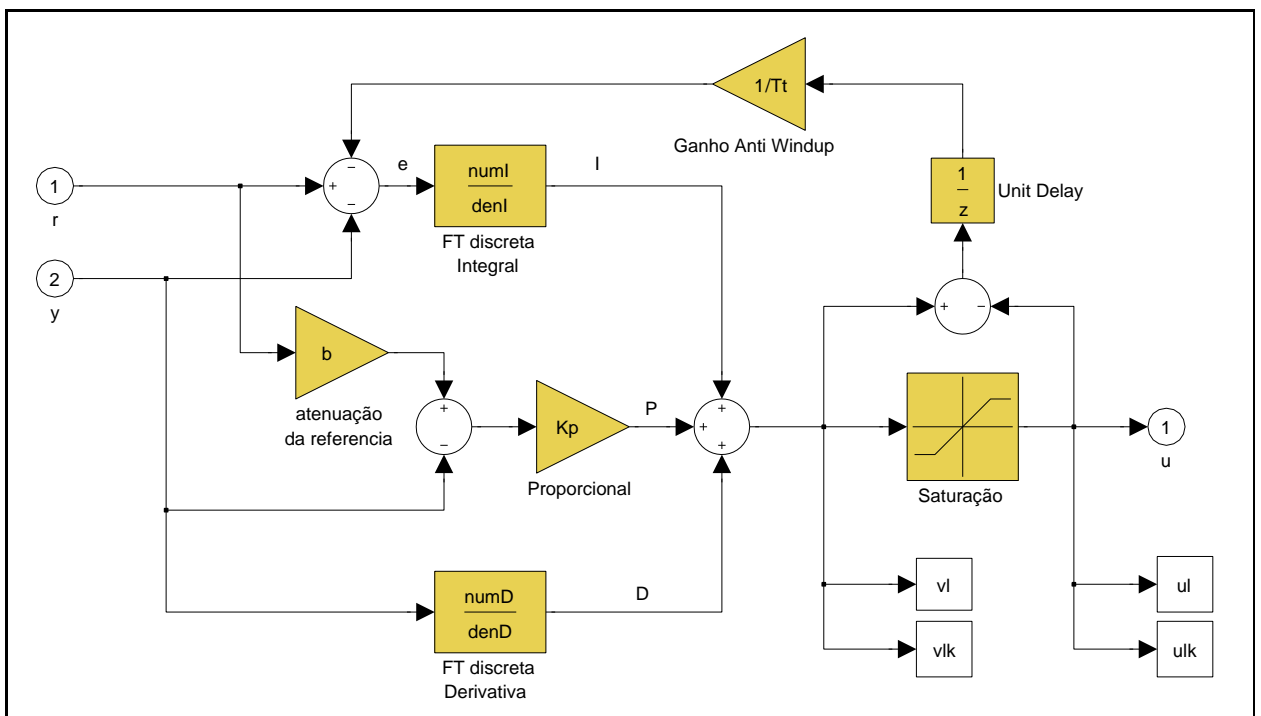 1/Tt
Ganho Anti Windup
1
z
Unit Delay
1
r
2
y
−
+
−
e
numI
denI
FT discreta
Integral
I
+
−
b
atenuação
da referencia
+
−
Kp
Proporcional
P
+
+
+
Saturação
1
u
numD
denD
FT discreta
Derivativa
D
vI
vIk
uI
uIk